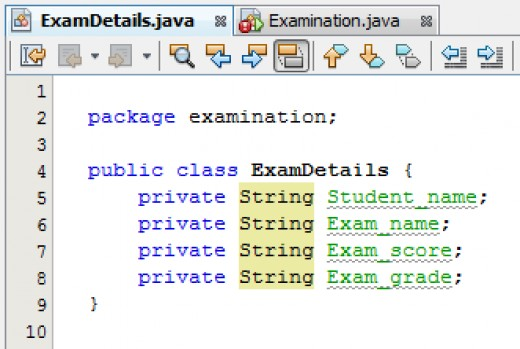 ExamDetails.java Examination.java
1
2 package examination;
3
4 public class ExamDetails {
5 private String Student_name;
6 private String Exam_name;
7 private String Exam_score;
8 private String Exam_grade;
9 }
10